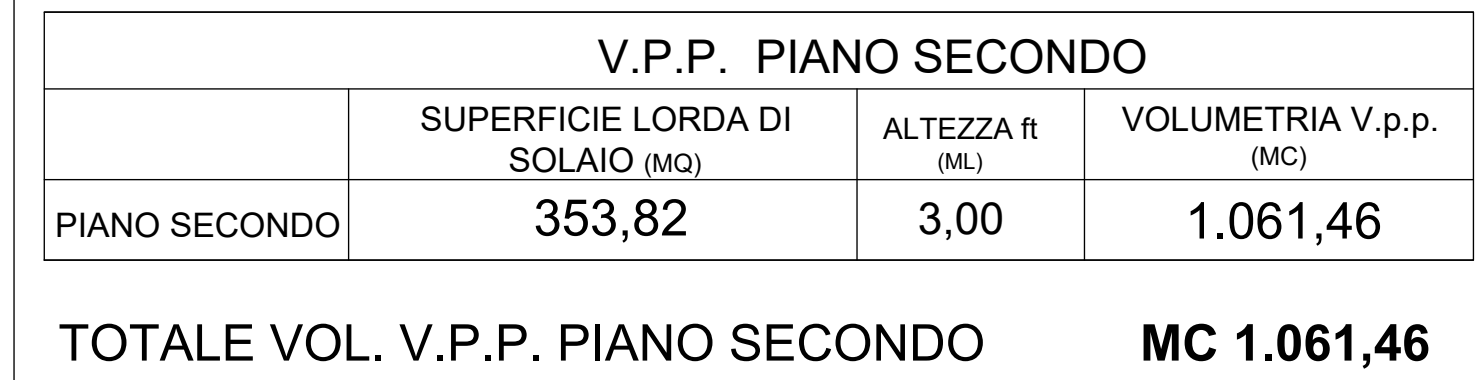 V.P.P. PIANO SECONDO
SUPERFICIE LORDA DI
SOLAIO (MQ)
ALTEZZA ft
(ML)
VOLUMETRIA V.p.p.
(MC)
PIANO SECONDO
353,82
3,00
1.061,46
TOTALE VOL. V.P.P. PIANO SECONDO MC 1.061,46